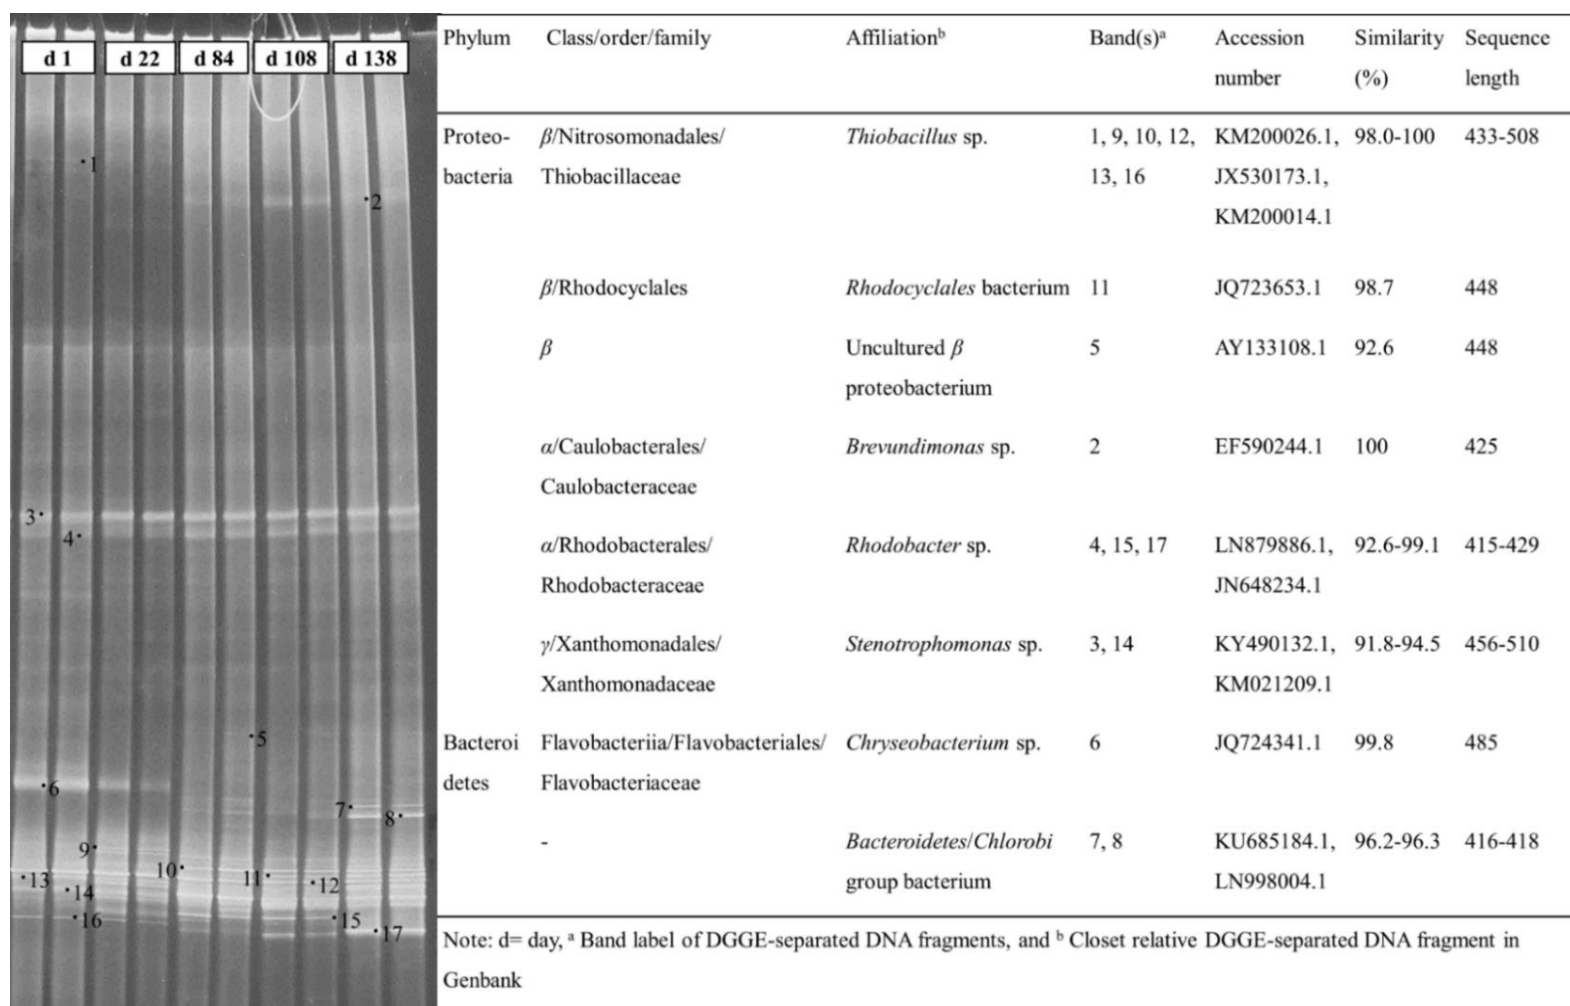 d 1 d 22 d 84 d 108 d 138
1
2
3
4
5
6
7
8
9
10
11
12
13
14
15
16
17
Phylum Class/order/family Affiliationᵇ Band(s)ᵃ Accession Similarity Sequence
number (%) length
Proteo- β/Nitrosomonadales/ Thiobacillus sp. 1, 9, 10, 12, KM200026.1, 98.0-100 433-508
bacteria Thiobacillaceae 13, 16 JX530173.1,
KM200014.1
β/Rhodocyclales Rhodocyclales bacterium 11 JQ723653.1 98.7 448
β Uncultured β 5 AY133108.1 92.6 448
proteobacterium
α/Caulobacterales/ Brevundimonas sp. 2 EF590244.1 100 425
Caulobacteraceae
α/Rhodobacterales/ Rhodobacter sp. 4, 15, 17 LN879886.1, 92.6-99.1 415-429
Rhodobacteraceae JN648234.1
γ/Xanthomonadales/ Stenotrophomonas sp. 3, 14 KY490132.1, 91.8-94.5 456-510
Xanthomonadaceae KM021209.1
Bacteroi Flavobacteriia/Flavobacteriales/ Chryseobacterium sp. 6 JQ724341.1 99.8 485
detes Flavobacteriaceae
- Bacteroidetes/Chlorobi 7, 8 KU685184.1, 96.2-96.3 416-418
group bacterium LN998004.1
Note: d= day, ᵃ Band label of DGGE-separated DNA fragments, and ᵇ Closet relative DGGE-separated DNA fragment in
Genbank